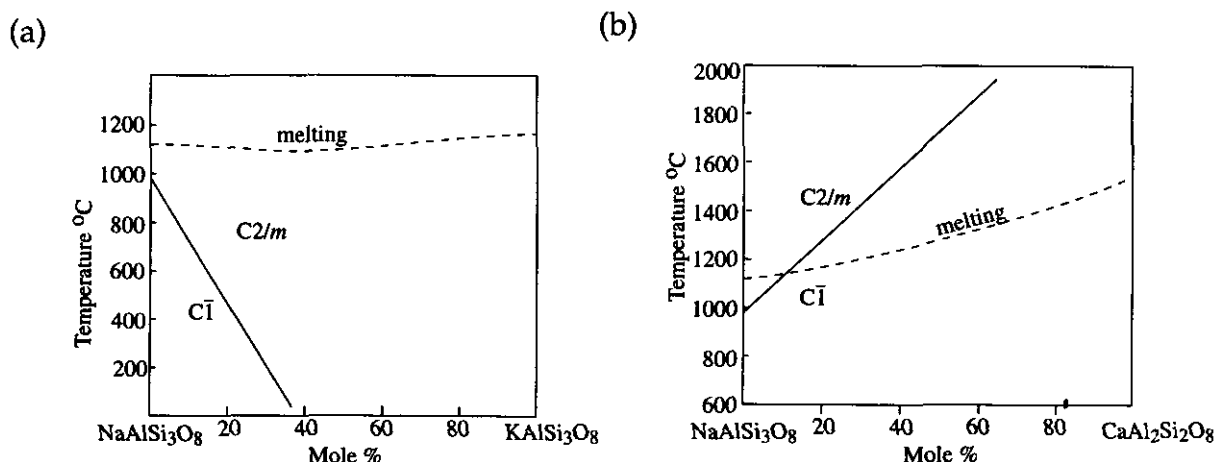 (a)
1200
1000
800
600
400
200
Temperature °C
melting
C2/m
C1̄
NaAlSi₃O₈ 20 40 60 80 KAlSi₃O₈
Mole %
(b)
2000
1800
1600
1400
1200
1000
800
600
Temperature °C
C2/m
melting
C1̄
NaAlSi₃O₈ 20 40 60 80 CaAl₂Si₂O₈
Mole %